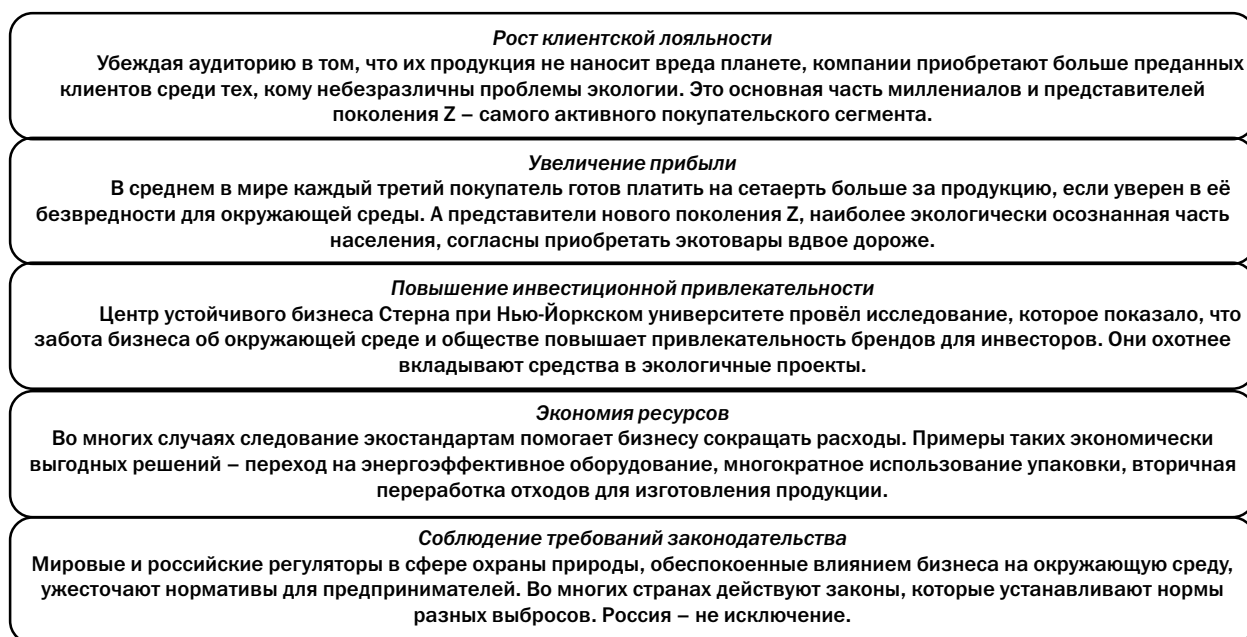 Рост клиентской лояльности
Убеждая аудиторию в том, что их продукция не наносит вреда планете, компании приобретают больше преданных
клиентов среди тех, кому небезразличны проблемы экологии. Это основная часть миллениалов и представителей
поколения Z – самого активного покупательского сегмента.
Увеличение прибыли
В среднем в мире каждый третий покупатель готов платить на сетаерть больше за продукцию, если уверен в её
безвредности для окружающей среды. А представители нового поколения Z, наиболее экологически осознанная часть
населения, согласны приобретать экотовары вдвое дороже.
Повышение инвестиционной привлекательности
Центр устойчивого бизнеса Стерна при Нью-Йоркском университете провёл исследование, которое показало, что
забота бизнеса об окружающей среде и обществе повышает привлекательность брендов для инвесторов. Они охотнее
вкладывают средства в экологичные проекты.
Экономия ресурсов
Во многих случаях следование экостандартам помогает бизнесу сокращать расходы. Примеры таких экономически
выгодных решений – переход на энергоэффективное оборудование, многократное использование упаковки, вторичная
переработка отходов для изготовления продукции.
Соблюдение требований законодательства
Мировые и российские регуляторы в сфере охраны природы, обеспокоенные влиянием бизнеса на окружающую среду,
ужесточают нормативы для предпринимателей. Во многих странах действуют законы, которые устанавливают нормы
разных выбросов. Россия – не исключение.